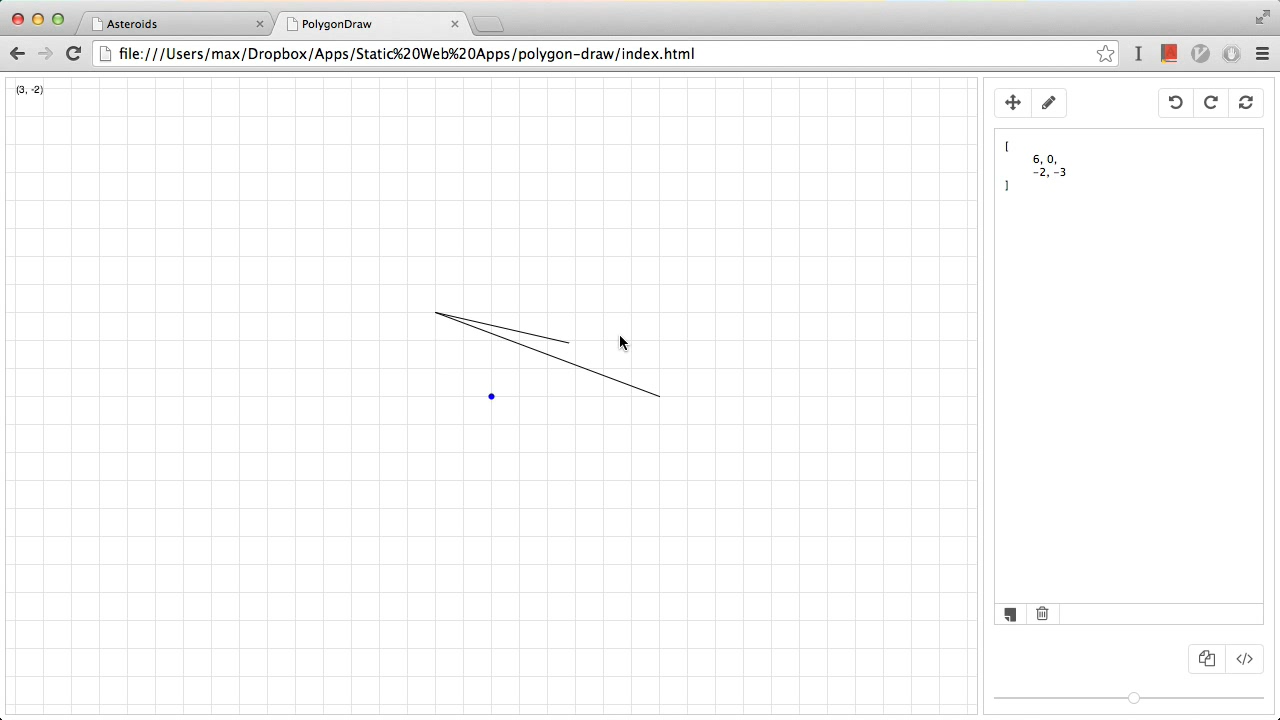 Asteroids
PolygonDraw
file:///Users/max/Dropbox/Apps/Static%20Web%20Apps/polygon-draw/index.html
(3, -2)
[
6, 0,
-2, -3
]